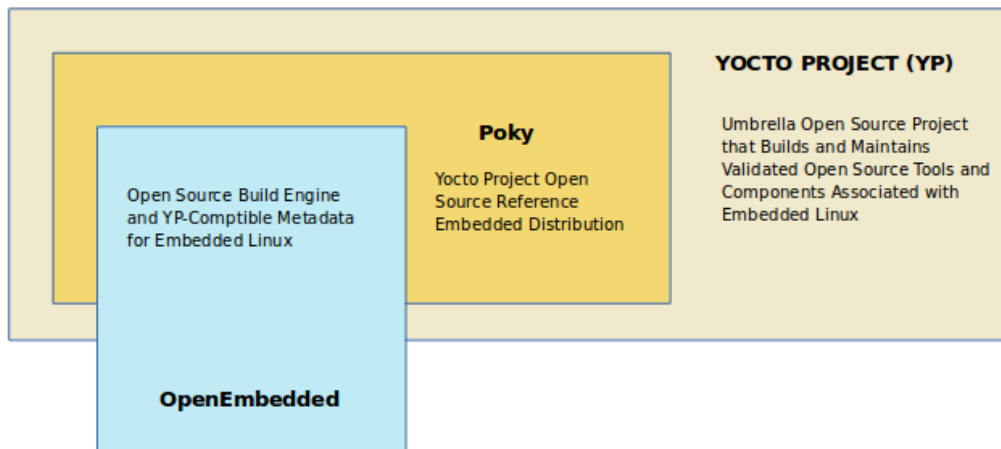 YOCTO PROJECT (YP)
Umbrella Open Source Project
that Builds and Maintains
Validated Open Source Tools and
Components Associated with
Embedded Linux
Poky
Yocto Project Open
Source Reference
Embedded Distribution
Open Source Build Engine
and YP-Comptible Metadata
for Embedded Linux
OpenEmbedded